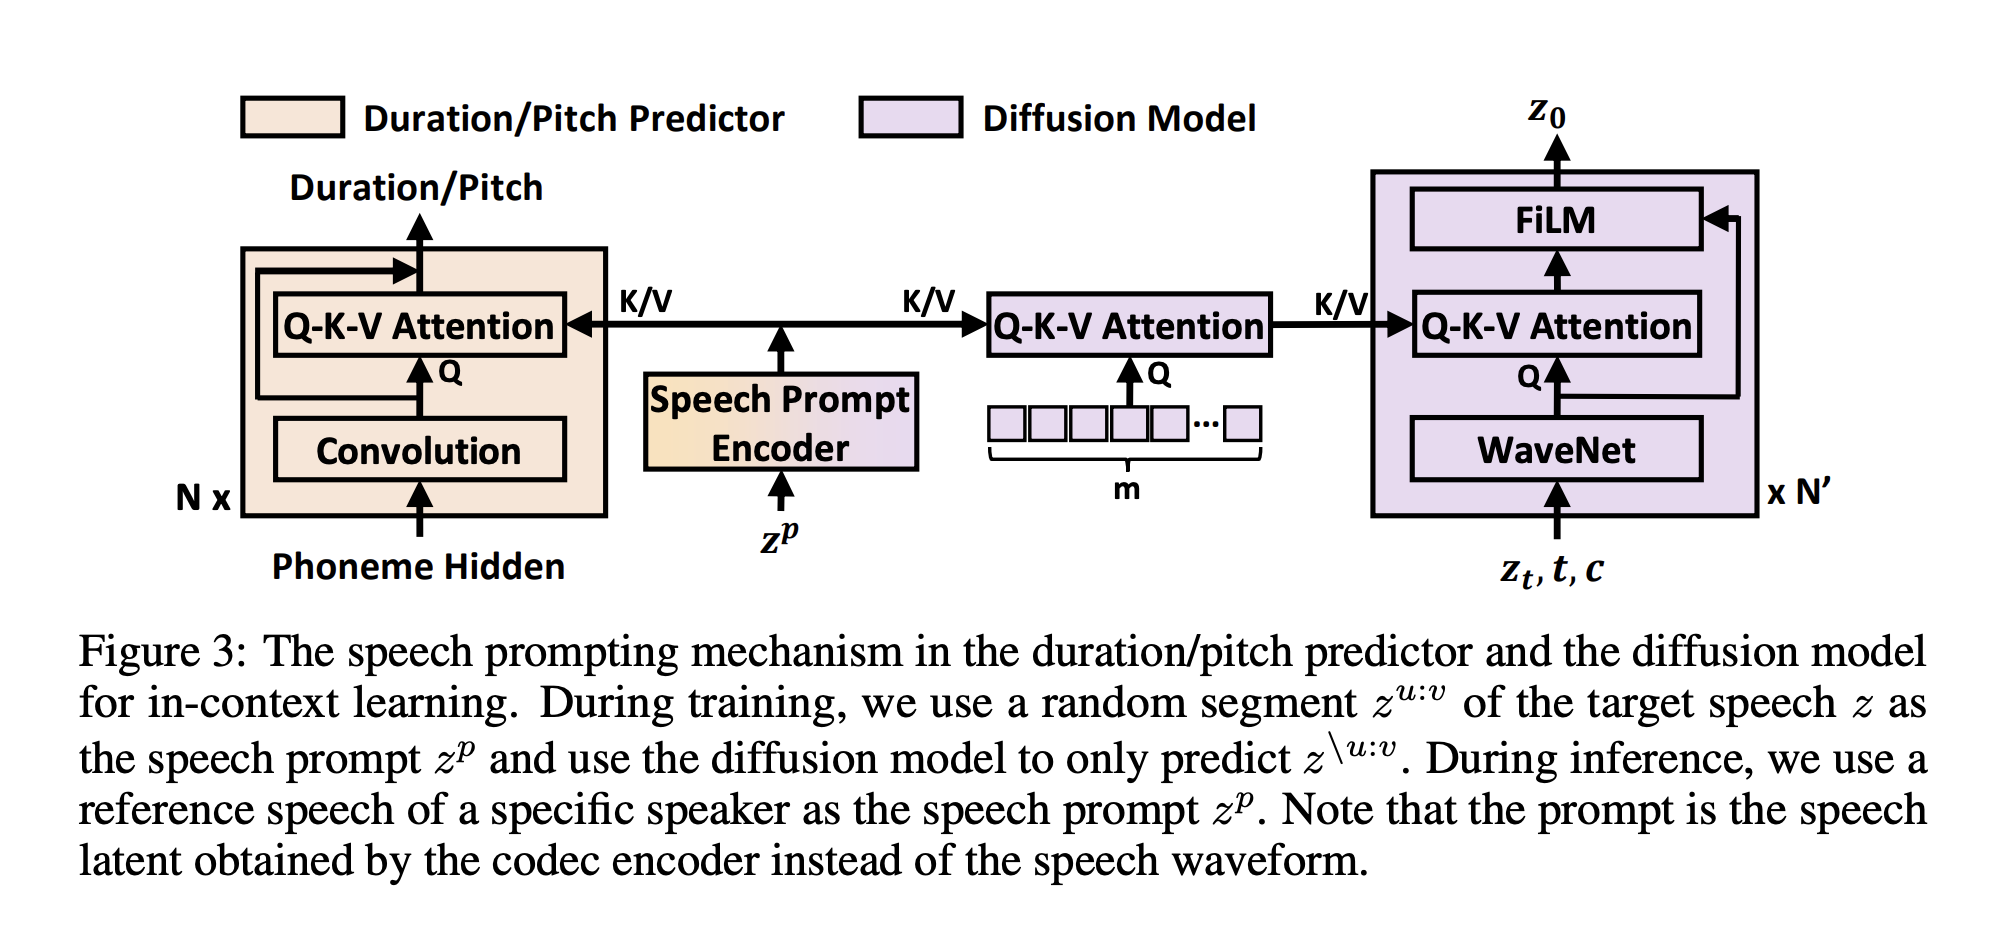 Duration/Pitch Predictor
Diffusion Model
Duration/Pitch
Q-K-V Attention
Q
Convolution
N x
Phoneme Hidden
K/V
K/V
Speech Prompt
Encoder
z^p
Q-K-V Attention
Q
...
m
K/V
z_0
FiLM
Q-K-V Attention
Q
WaveNet
x N’
z_t, t, c
Figure 3: The speech prompting mechanism in the duration/pitch predictor and the diffusion model
for in-context learning. During training, we use a random segment z^{u:v} of the target speech z as
the speech prompt z^p and use the diffusion model to only predict z^{\u:v}. During inference, we use a
reference speech of a specific speaker as the speech prompt z^p. Note that the prompt is the speech
latent obtained by the codec encoder instead of the speech waveform.